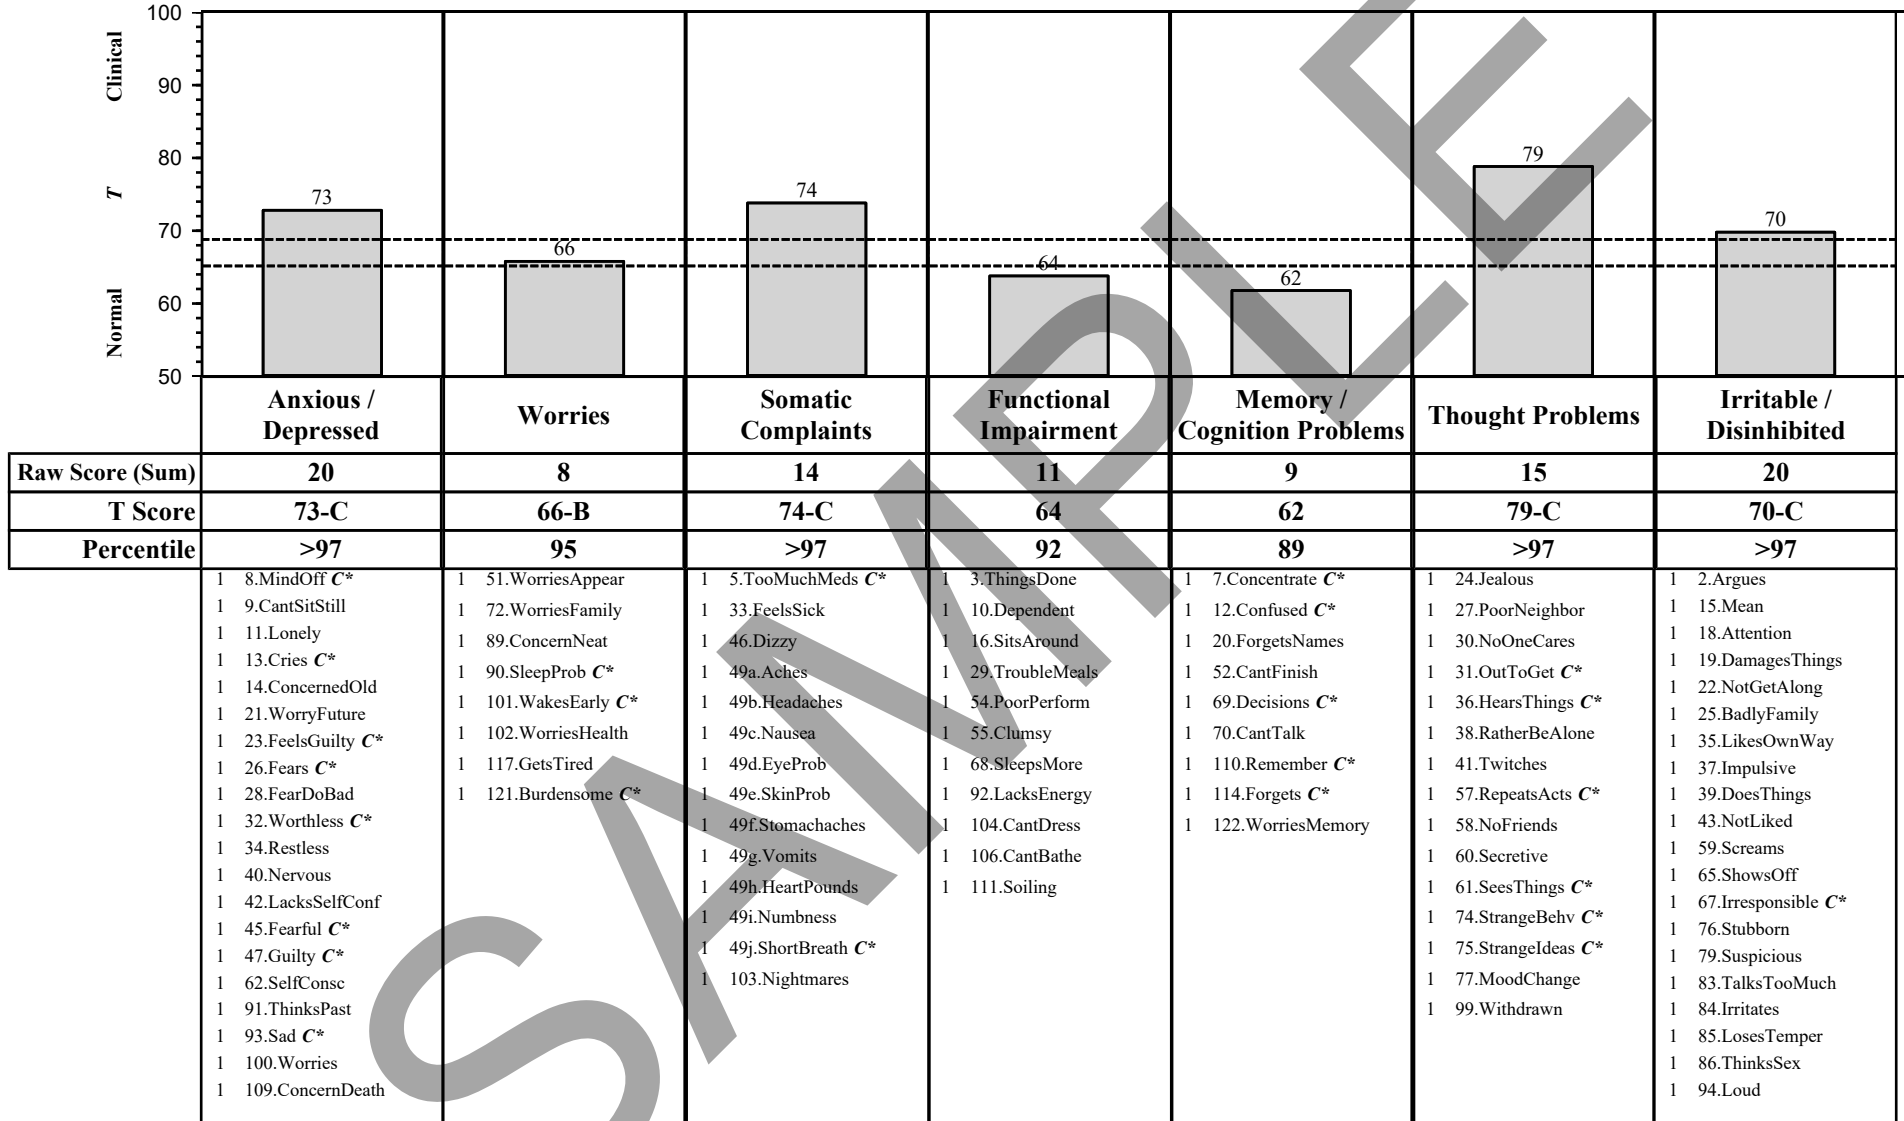 100
90
80
70
60
50
Clinical
T
Normal
73
66
74
64
62
79
70
Anxious / Depressed
Worries
Somatic Complaints
Functional Impairment
Memory / Cognition Problems
Thought Problems
Irritable / Disinhibited
Raw Score (Sum) 20 8 14 11 9 15 20
T Score 73-C 66-B 74-C 64 62 79-C 70-C
Percentile >97 95 >97 92 89 >97 >97
1 8.MindOff C*
1 9.CantSitStill
1 11.Lonely
1 13.Cries C*
1 14.ConcernedOld
1 21.WorryFuture
1 23.FeelsGuilty C*
1 26.Fears C*
1 28.FearDoBad
1 32.Worthless C*
1 34.Restless
1 40.Nervous
1 42.LacksSelfConf
1 45.Fearful C*
1 47.Guilty C*
1 62.SelfConsc
1 91.ThinksPast
1 93.Sad C*
1 100.Worries
1 109.ConcernDeath
1 51.WorriesAppear
1 72.WorriesFamily
1 89.ConcernNeat
1 90.SleepProb C*
1 101.WakesEarly C*
1 102.WorriesHealth
1 117.GetsTired
1 121.Burdensome C*
1 5.TooMuchMeds C*
1 33.FeelsSick
1 46.Dizzy
1 49a.Aches
1 49b.Headaches
1 49c.Nausea
1 49d.EyeProb
1 49e.SkinProb
1 49f.Stomachaches
1 49g.Vomits
1 49h.HeartPounds
1 49i.Numbness
1 49j.ShortBreath C*
1 103.Nightmares
1 3.ThingsDone
1 10.Dependent
1 16.SitsAround
1 29.TroubleMeals
1 54.PoorPerform
1 55.Clumsy
1 68.SleepsMore
1 92.LacksEnergy
1 104.CantDress
1 106.CantBathe
1 111.Soiling
1 7.Concentrate C*
1 12.Confused C*
1 20.ForgetsNames
1 52.CantFinish
1 69.Decisions C*
1 70.CantTalk
1 110.Remember C*
1 114.Forgets C*
1 122.WorriesMemory
1 24.Jealous
1 27.PoorNeighbor
1 30.NoOneCares
1 31.OutToGet C*
1 36.HearsThings C*
1 38.RatherBeAlone
1 41.Twitches
1 57.RepeatsActs C*
1 58.NoFriends
1 60.Secretive
1 61.SeesThings C*
1 74.StrangeBehv C*
1 75.StrangeIdeas C*
1 77.MoodChange
1 99.Withdrawn
1 2.Argues
1 15.Mean
1 18.Attention
1 19.DamagesThings
1 22.NotGetAlong
1 25.BadlyFamily
1 35.LikesOwnWay
1 37.Impulsive
1 39.DoesThings
1 43.NotLiked
1 59.Screams
1 65.ShowsOff
1 67.Irresponsible C*
1 76.Stubborn
1 79.Suspicious
1 83.TalksTooMuch
1 84.Irritates
1 85.LosesTemper
1 86.ThinksSex
1 94.Loud
SAMPLE